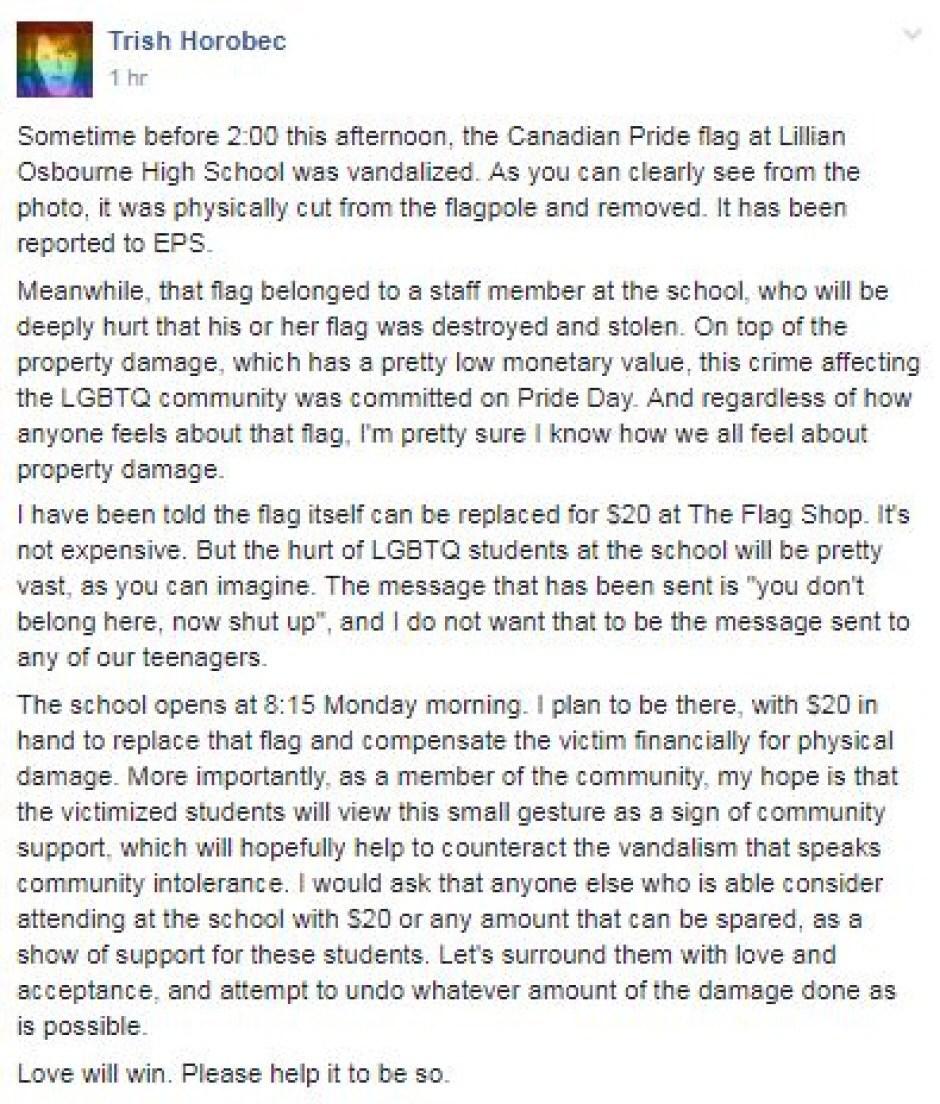 Trish Horobec
1 hr
Sometime before 2:00 this afternoon, the Canadian Pride flag at Lillian
Osbourne High School was vandalized. As you can clearly see from the
photo, it was physically cut from the flagpole and removed. It has been
reported to EPS.
Meanwhile, that flag belonged to a staff member at the school, who will be
deeply hurt that his or her flag was destroyed and stolen. On top of the
property damage, which has a pretty low monetary value, this crime affecting
the LGBTQ community was committed on Pride Day. And regardless of how
anyone feels about that flag, I'm pretty sure I know how we all feel about
property damage.
I have been told the flag itself can be replaced for $20 at The Flag Shop. It's
not expensive. But the hurt of LGBTQ students at the school will be pretty
vast, as you can imagine. The message that has been sent is "you don't
belong here, now shut up", and I do not want that to be the message sent to
any of our teenagers.
The school opens at 8:15 Monday morning. I plan to be there, with $20 in
hand to replace that flag and compensate the victim financially for physical
damage. More importantly, as a member of the community, my hope is that
the victimized students will view this small gesture as a sign of community
support, which will hopefully help to counteract the vandalism that speaks
community intolerance. I would ask that anyone else who is able consider
attending at the school with $20 or any amount that can be spared, as a
show of support for these students. Let's surround them with love and
acceptance, and attempt to undo whatever amount of the damage done as
is possible.
Love will win. Please help it to be so.